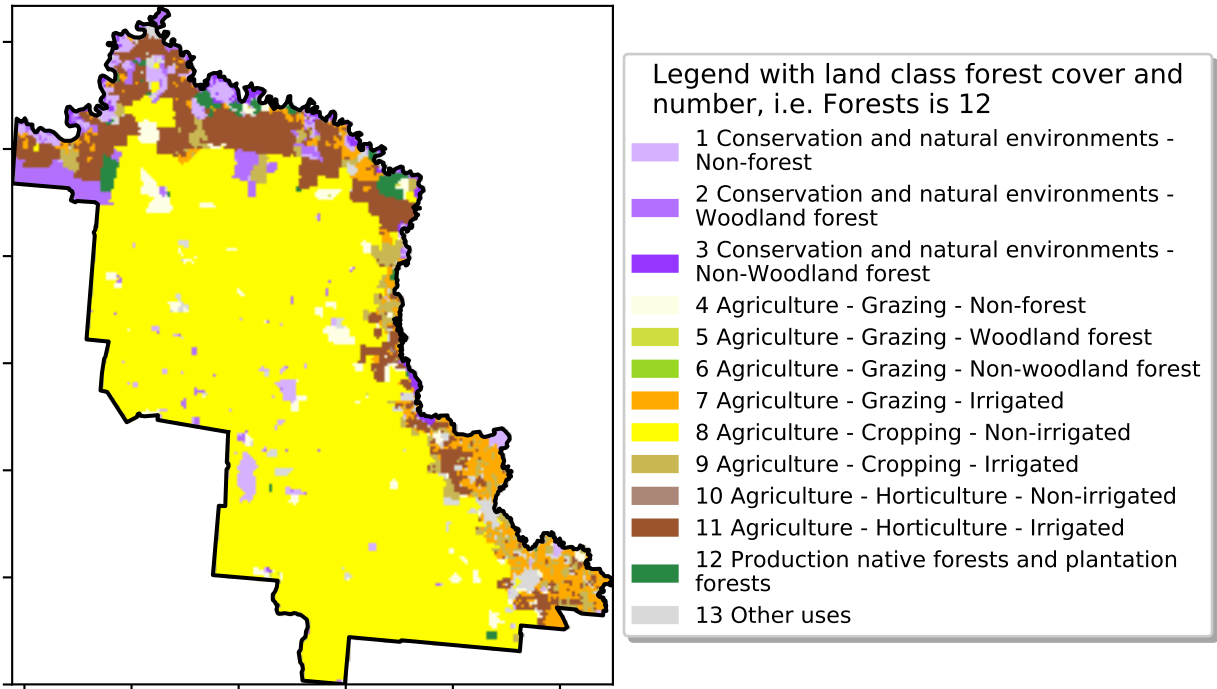 Legend with land class forest cover and
number, i.e. Forests is 12
1 Conservation and natural environments -
Non-forest
2 Conservation and natural environments -
Woodland forest
3 Conservation and natural environments -
Non-Woodland forest
4 Agriculture - Grazing - Non-forest
5 Agriculture - Grazing - Woodland forest
6 Agriculture - Grazing - Non-woodland forest
7 Agriculture - Grazing - Irrigated
8 Agriculture - Cropping - Non-irrigated
9 Agriculture - Cropping - Irrigated
10 Agriculture - Horticulture - Non-irrigated
11 Agriculture - Horticulture - Irrigated
12 Production native forests and plantation
forests
13 Other uses